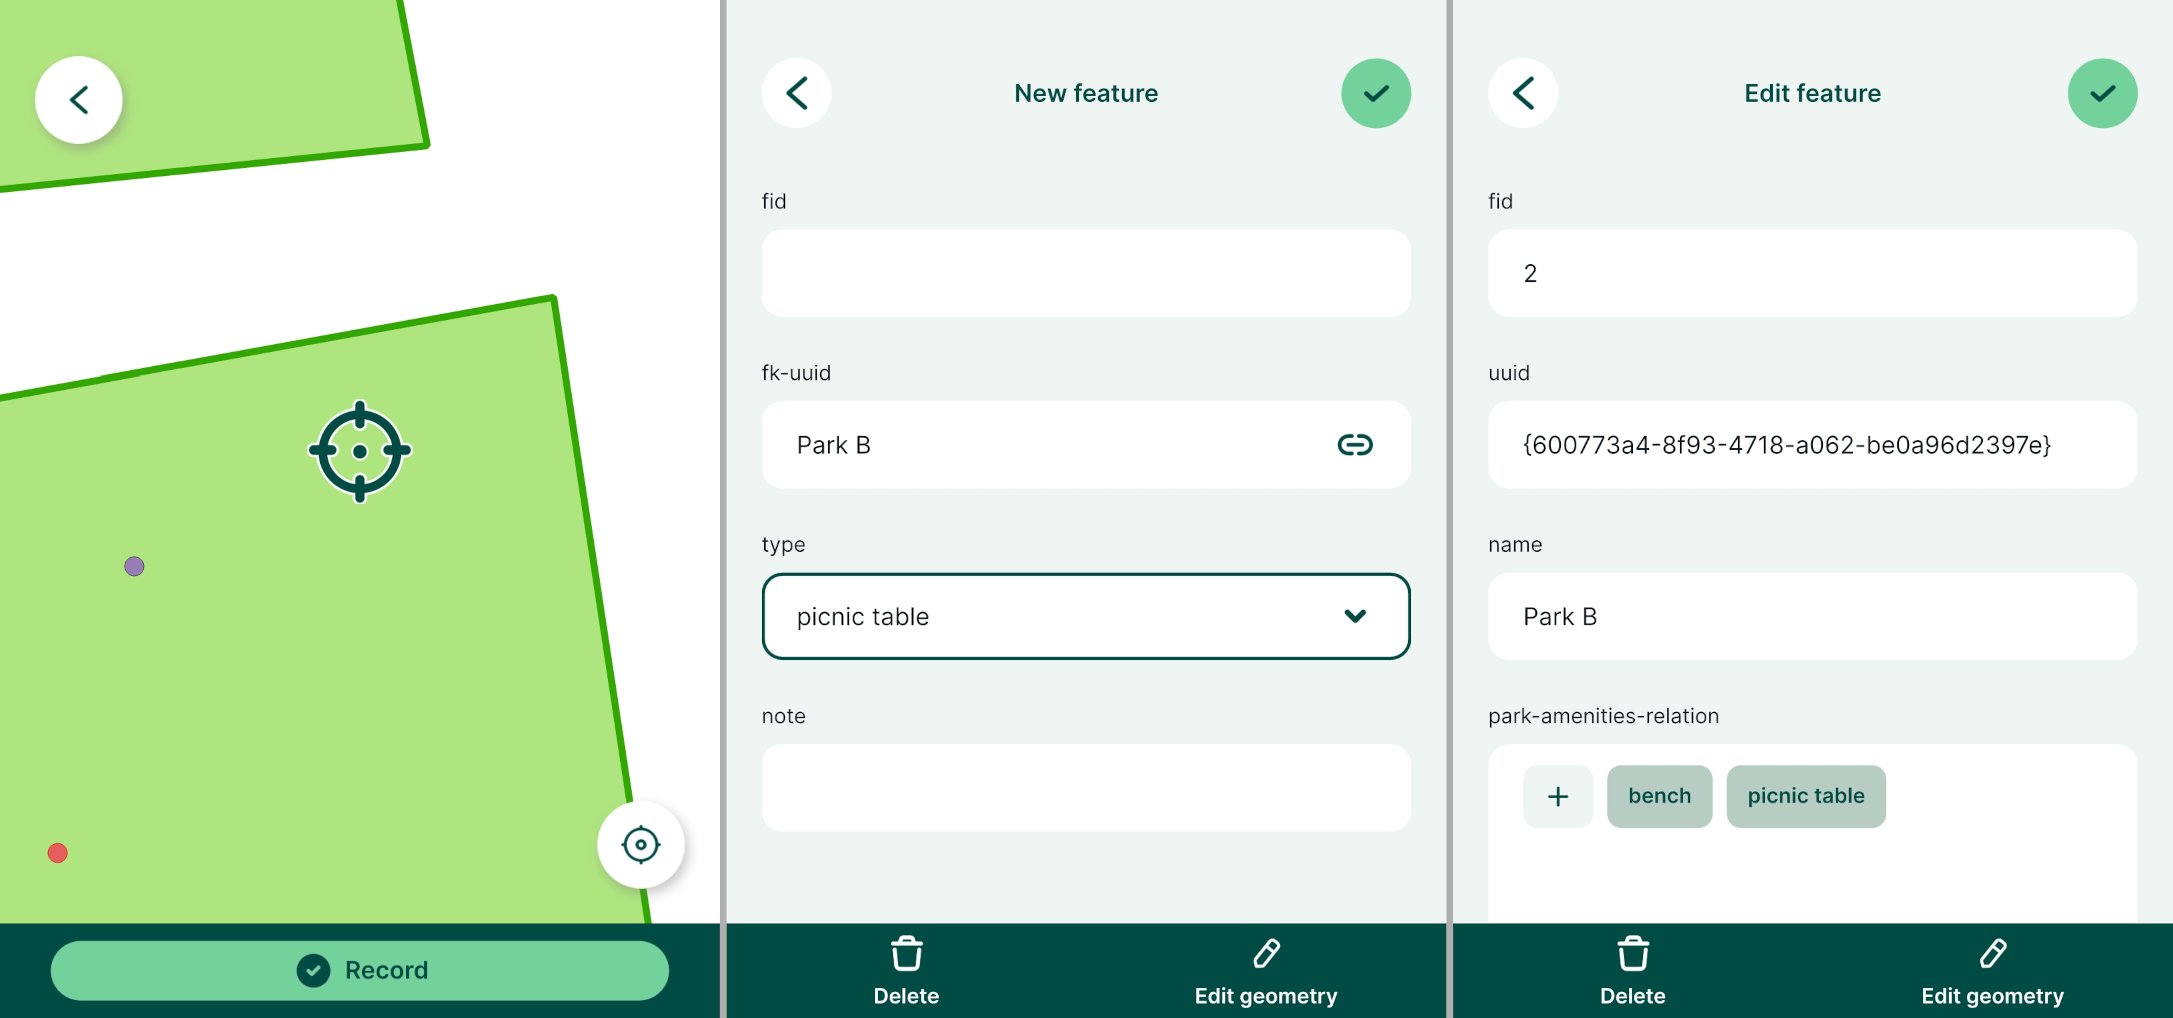 Record
New feature
fid
fk-uuid
Park B
type
picnic table
note
Delete
Edit geometry
Edit feature
fid
2
uuid
{600773a4-8f93-4718-a062-be0a96d2397e}
name
Park B
park-amenities-relation
+ bench picnic table
Delete
Edit geometry